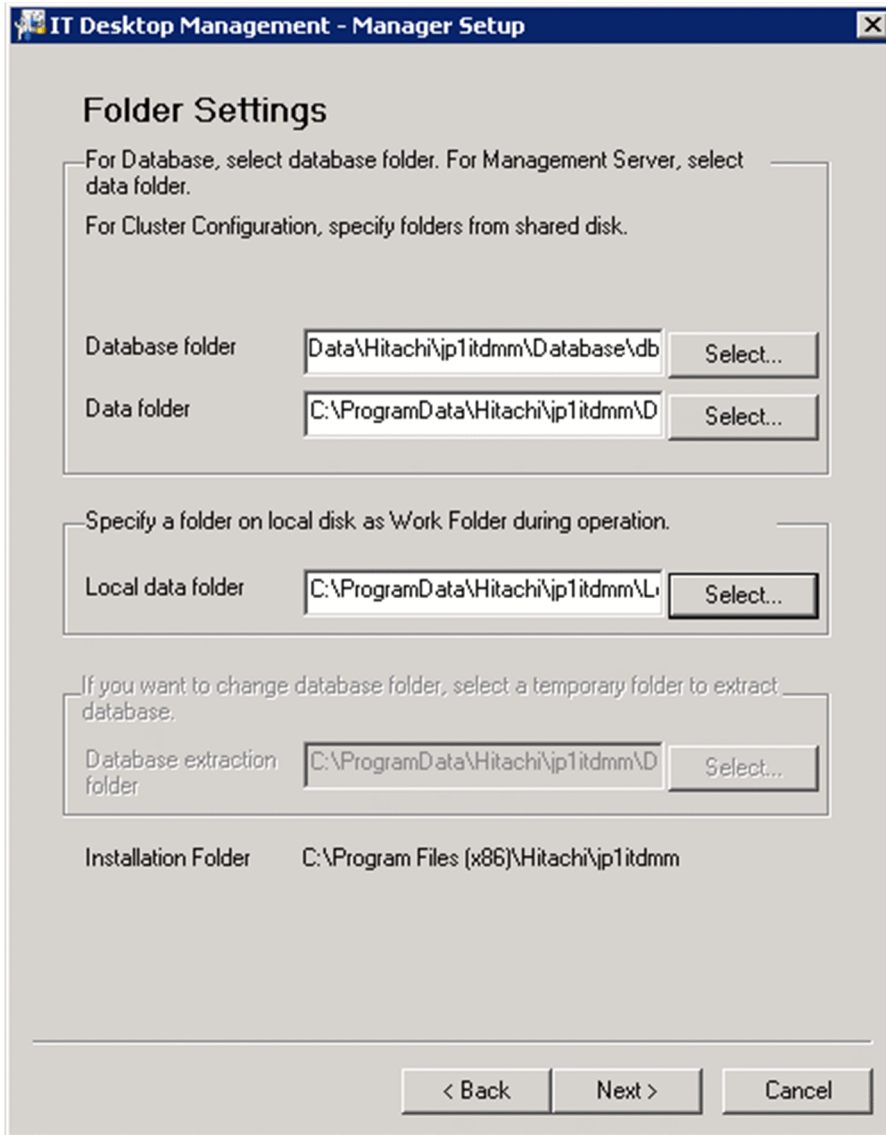 IT Desktop Management - Manager Setup
Folder Settings
For Database, select database folder. For Management Server, select
data folder.
For Cluster Configuration, specify folders from shared disk.
Database folder
Data\Hitachi\jp1itdmm\Database\db
Select...
Data folder
C:\ProgramData\Hitachi\jp1itdmm\D
Select...
Specify a folder on local disk as Work Folder during operation.
Local data folder
C:\ProgramData\Hitachi\jp1itdmm\L
Select...
If you want to change database folder, select a temporary folder to extract
database.
Database extraction
folder
C:\ProgramData\Hitachi\jp1itdmm\D
Select...
Installation Folder
C:\Program Files (x86)\Hitachi\jp1itdmm
< Back
Next >
Cancel